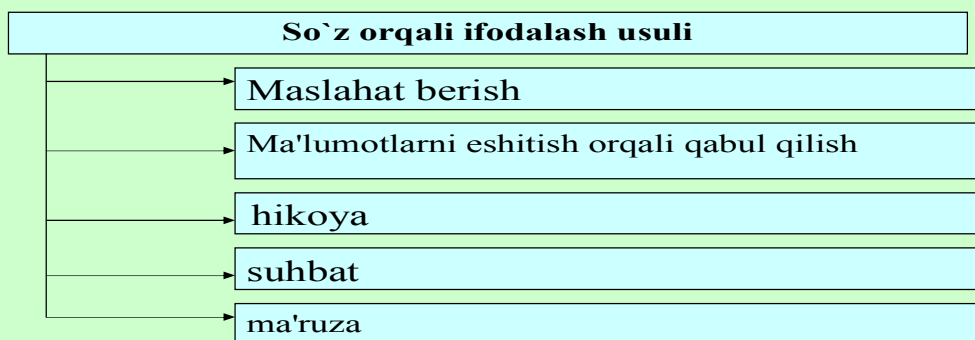 So`z orqali ifodalash usuli
Maslahat berish
Ma'lumotlarni eshitish orqali qabul qilish
hikoya
suhbat
ma'ruza